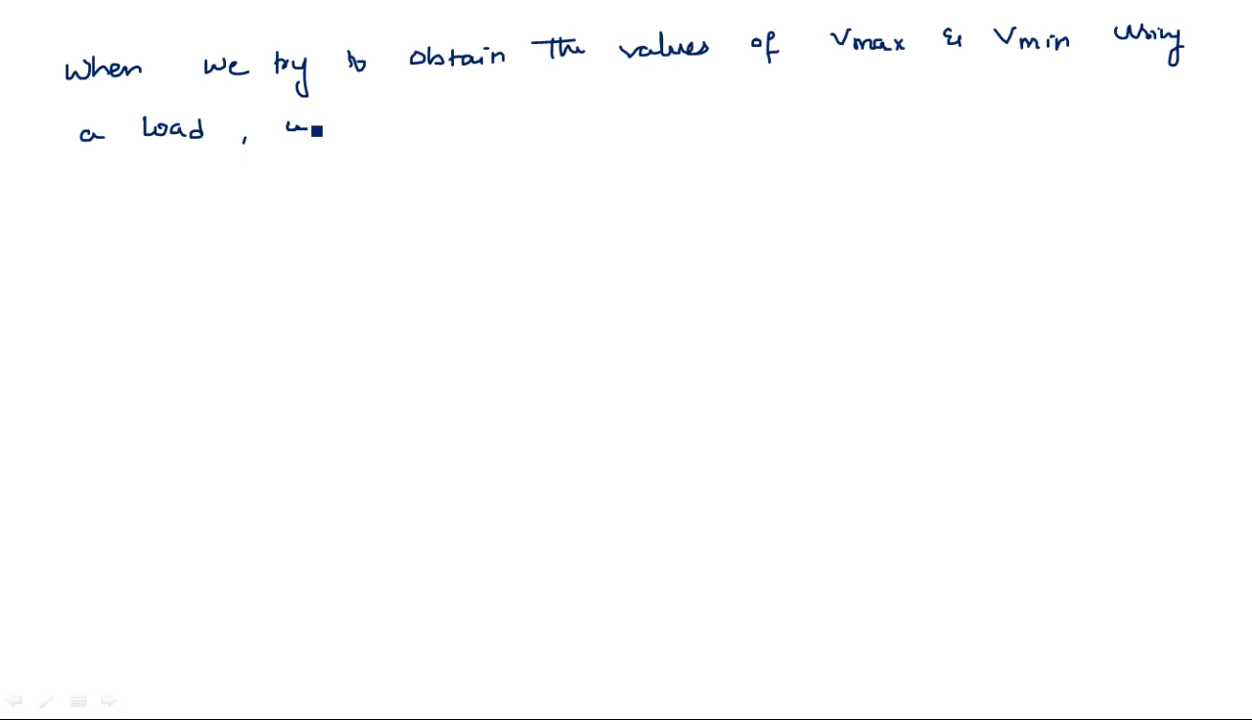 when we try to obtain the values of Vmax & Vmin using
a load,